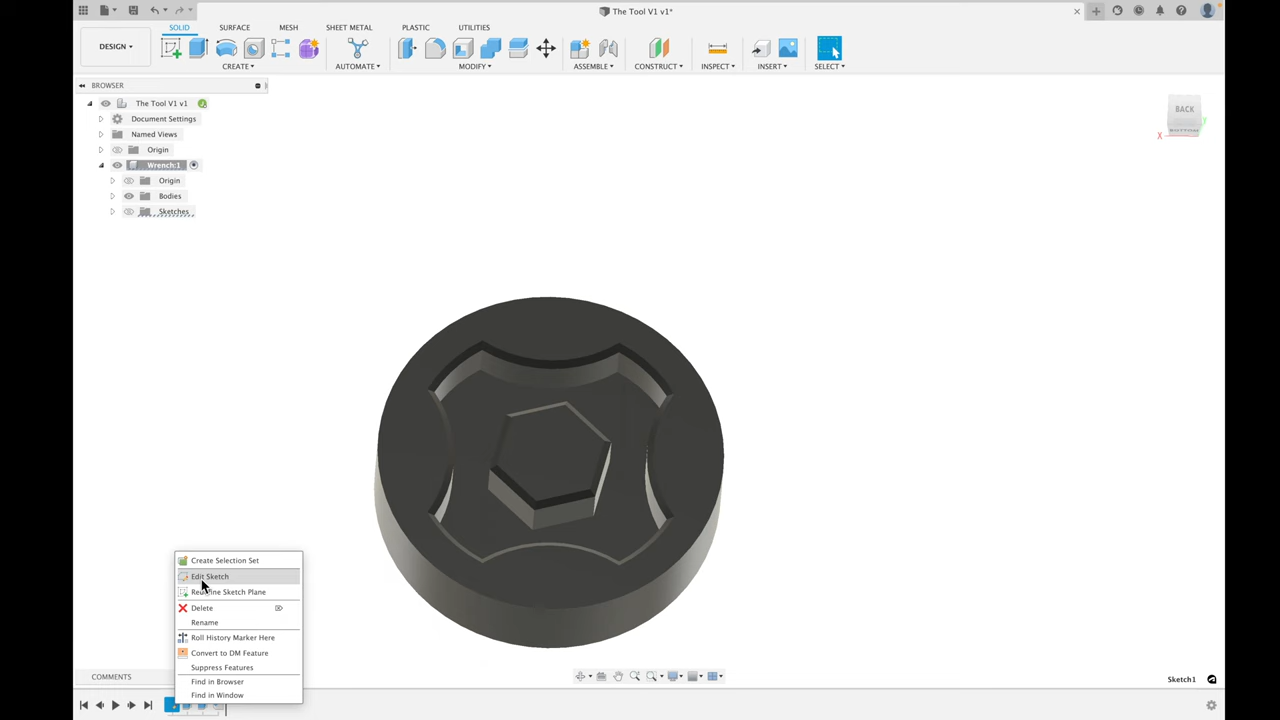 The Tool V1 v1*
DESIGN
SOLID SURFACE MESH SHEET METAL PLASTIC UTILITIES
CREATE AUTOMATE MODIFY ASSEMBLE CONSTRUCT INSPECT INSERT SELECT
BROWSER
The Tool V1 v1
Document Settings
Named Views
Origin
Wrench:1
Origin
Bodies
Sketches
BACK
BOTTOM
X
Y
Create Selection Set
Edit Sketch
Redefine Sketch Plane
Delete
Rename
Roll History Marker Here
Convert to DM Feature
Suppress Features
Find in Browser
Find in Window
COMMENTS
Sketch1